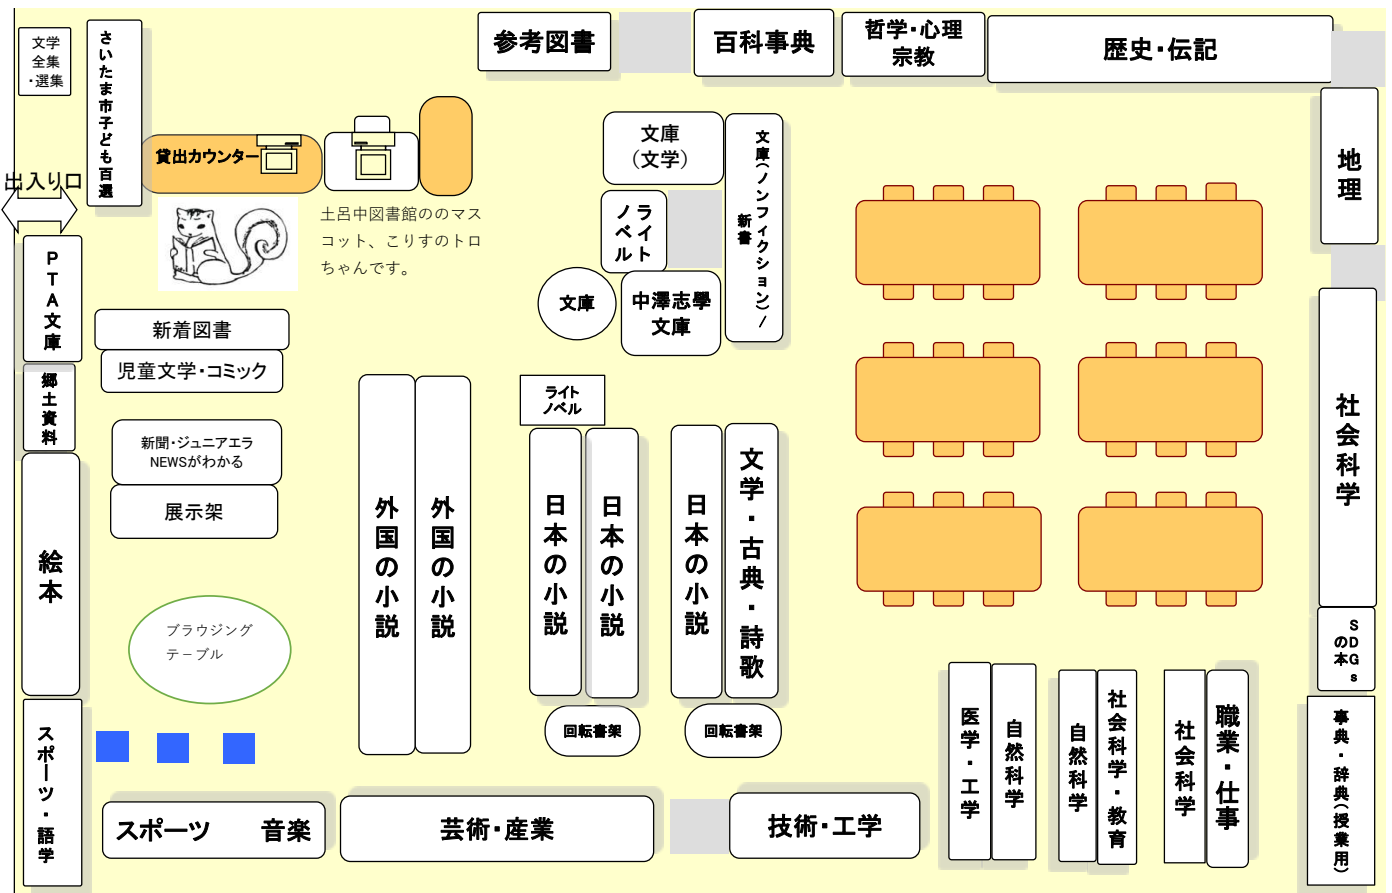 文学
全集
・選集
さいたま市子ども百選
参考図書
百科事典
哲学・心理
宗教
歴史・伝記
地理
出入り口
貸出カウンター
土呂中図書館ののマス
コット、こりすのトロ
ちゃんです。
文庫
（文学）
文庫（ノンフィクション）／
新書
ライト
ノベル
文庫
中澤志學
文庫
PTA文庫
新着図書
児童文学・コミック
郷土資料
新聞・ジュニアエラ
NEWSがわかる
展示架
絵本
ブラウジング
テーブル
外国の小説
外国の小説
ライト
ノベル
日本の小説
日本の小説
日本の小説
文学・古典・詩歌
回転書架
回転書架
社会科学
SDGs
の本
事典・辞典（授業用）
医学・工学
自然科学
自然科学
社会科学・教育
社会科学
職業・仕事
スポーツ・語学
スポーツ　音楽
芸術・産業
技術・工学